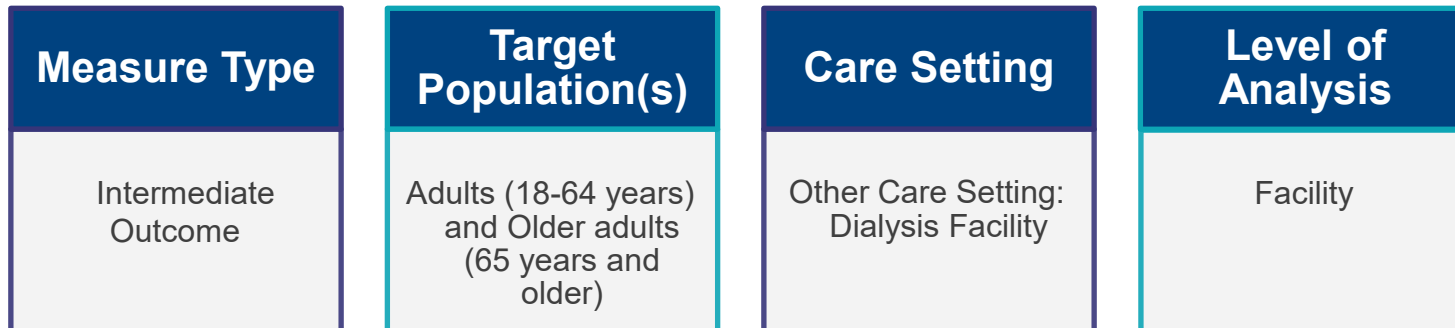 Measure Type
Intermediate
Outcome
Target
Population(s)
Adults (18-64 years)
and Older adults
(65 years and
older)
Care Setting
Other Care Setting:
Dialysis Facility
Level of
Analysis
Facility